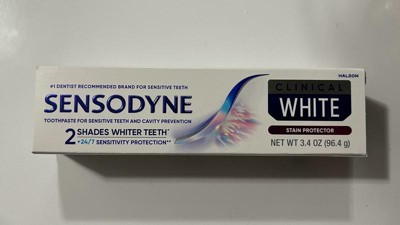 HALEON
#1 DENTIST RECOMMENDED BRAND FOR SENSITIVE TEETH
SENSODYNE
TOOTHPASTE FOR SENSITIVE TEETH AND CAVITY PREVENTION
2 SHADES WHITER TEETH*
+24/7 SENSITIVITY PROTECTION**
CLINICAL
WHITE
STAIN PROTECTOR
NET WT 3.4 OZ (96.4 g)